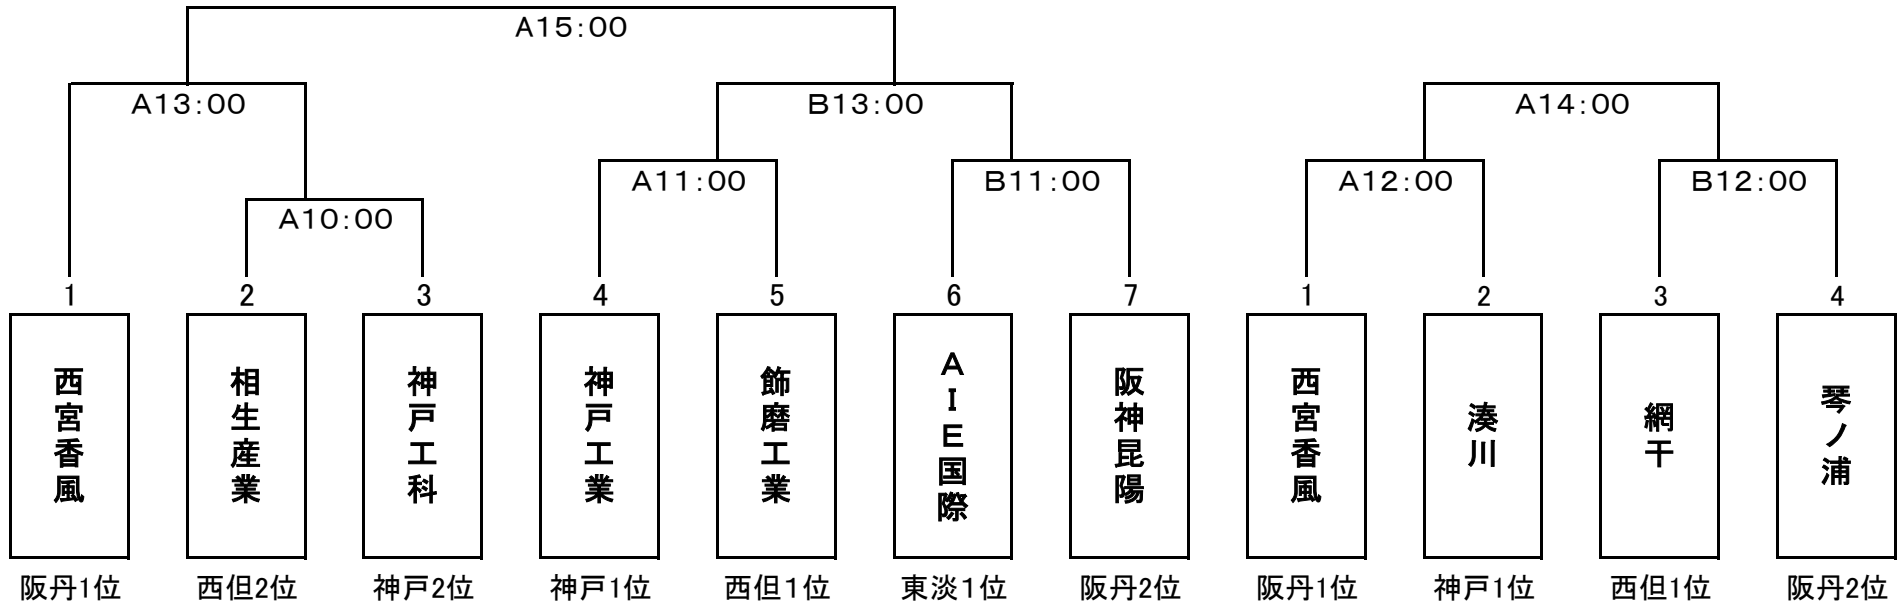 A15:00
A13:00
B13:00
A14:00
A11:00
B11:00
A12:00
B12:00
A10:00
1
2
3
4
5
6
7
1
2
3
4
西宮香風
相生産業
神戸工科
神戸工業
飾磨工業
AIE国際
阪神昆陽
西宮香風
湊川
網干
琴ノ浦
阪丹1位
西但2位
神戸2位
神戸1位
西但1位
東淡1位
阪丹2位
阪丹1位
神戸1位
西但1位
阪丹2位